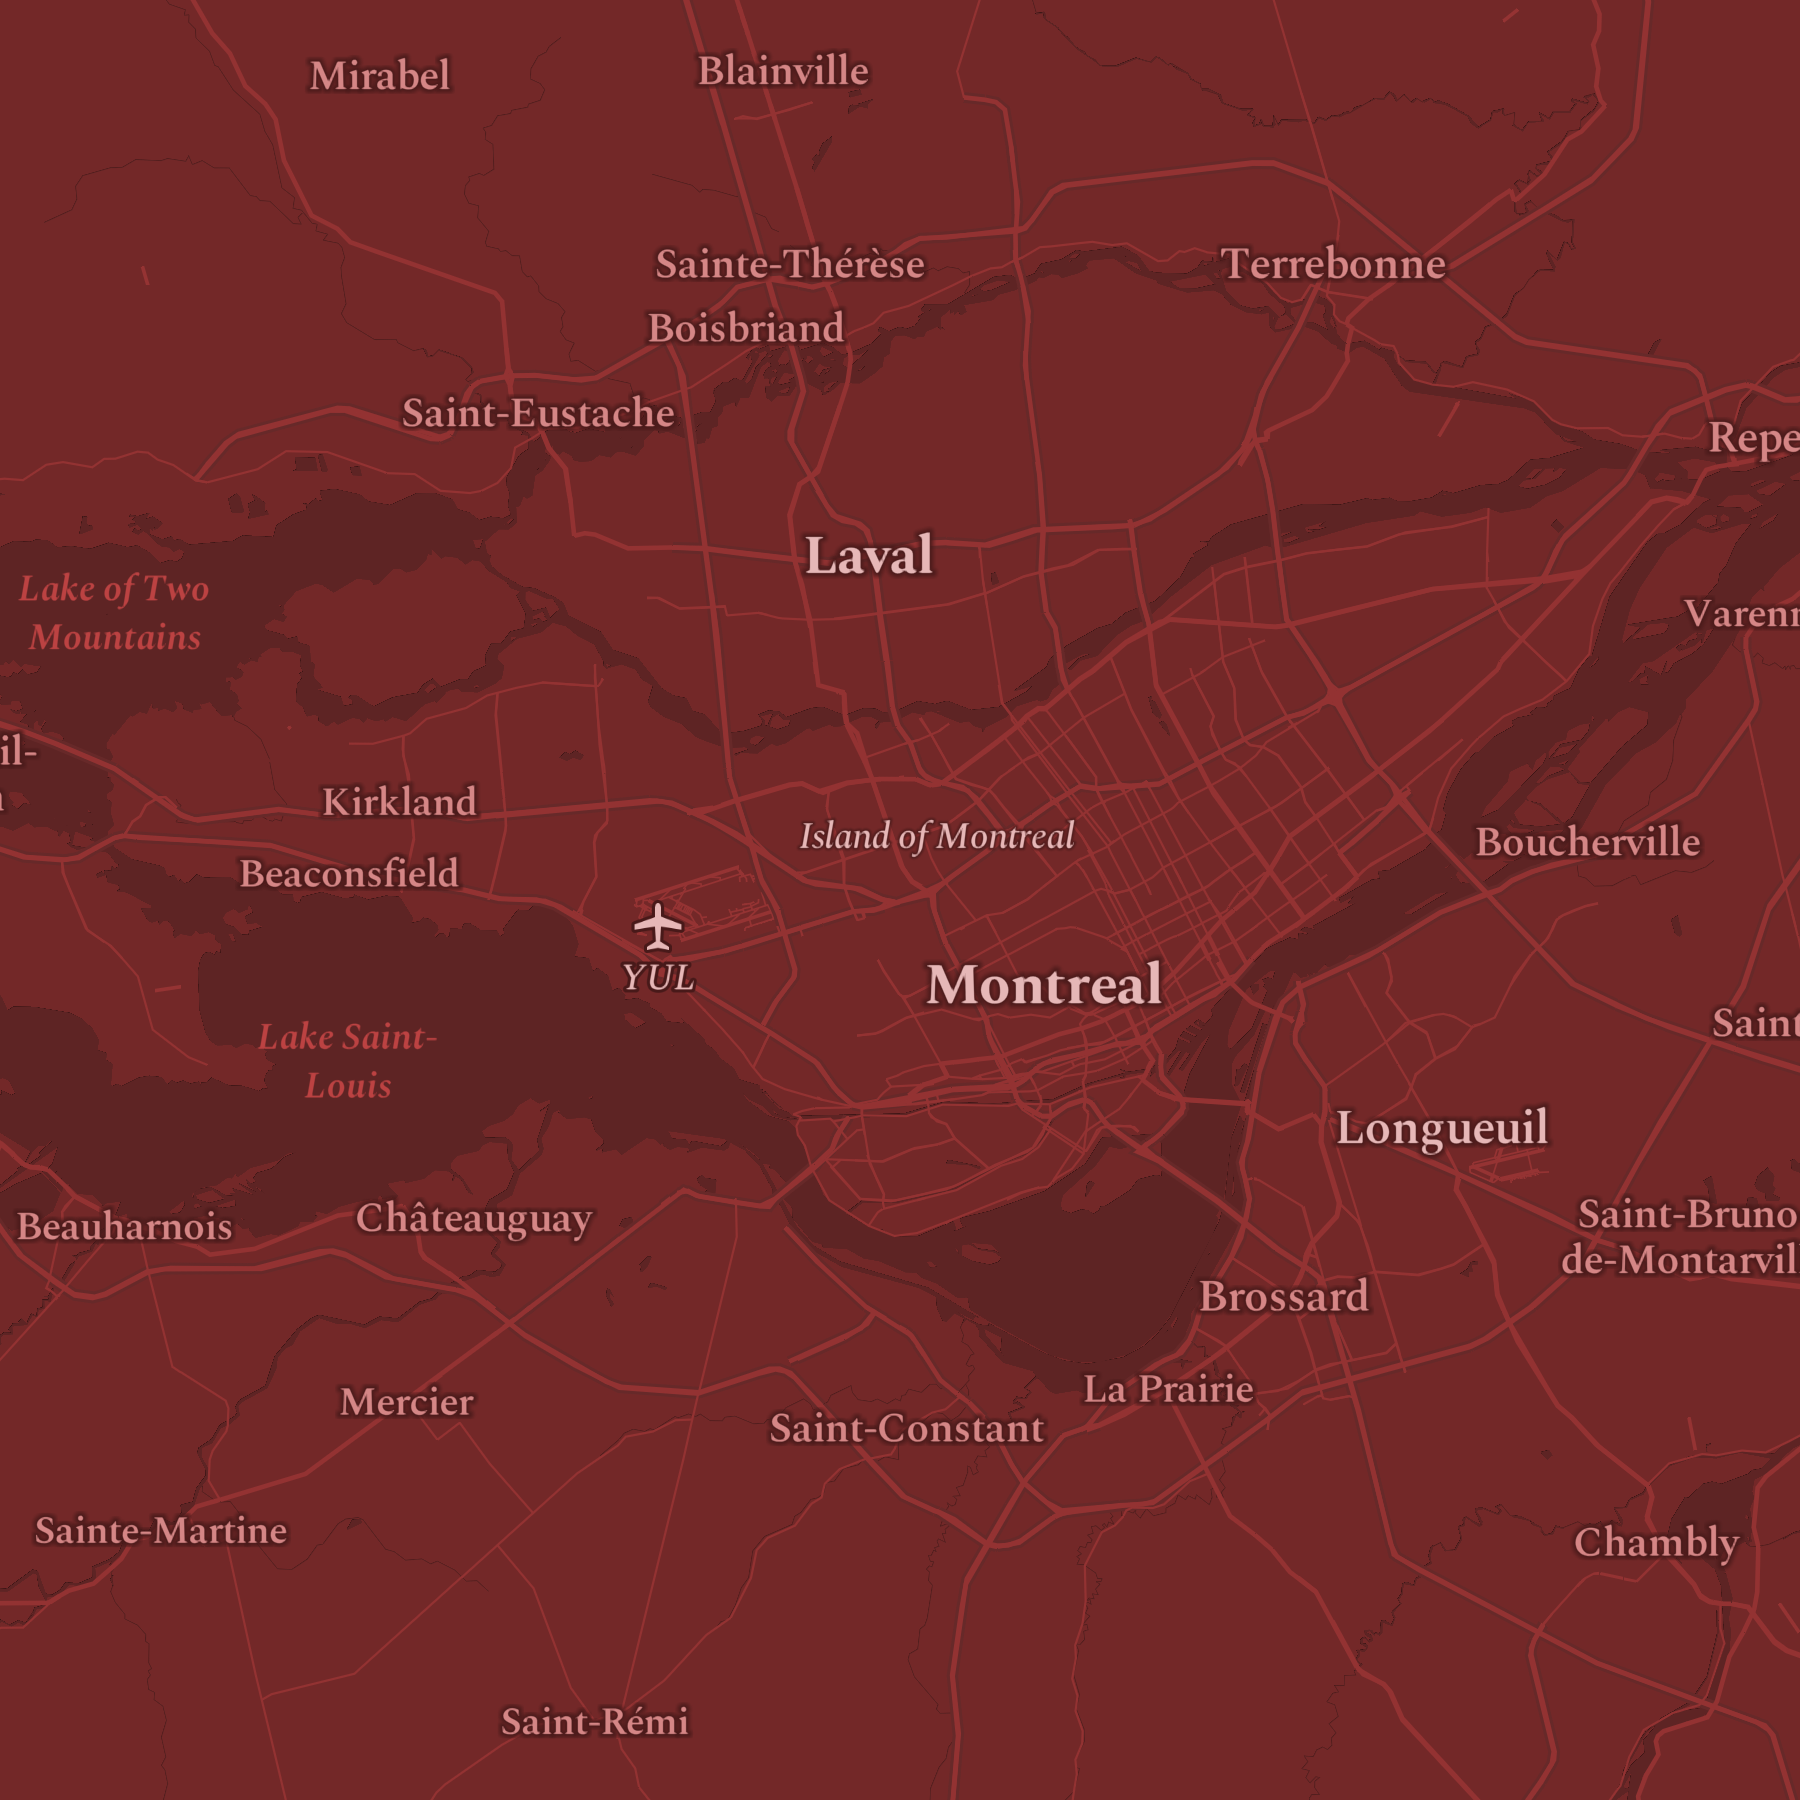 Mirabel
Blainville
Sainte-Thérèse
Terrebonne
Boisbriand
Saint-Eustache
Repe
Laval
Lake of Two
Mountains
Varenn
il-
Kirkland
Island of Montreal
Boucherville
Beaconsfield
YUL
Montreal
Saint
Lake Saint-
Louis
Longueuil
Beauharnois
Châteauguay
Saint-Bruno
de-Montarvil
Brossard
La Prairie
Mercier
Saint-Constant
Sainte-Martine
Chambly
Saint-Rémi